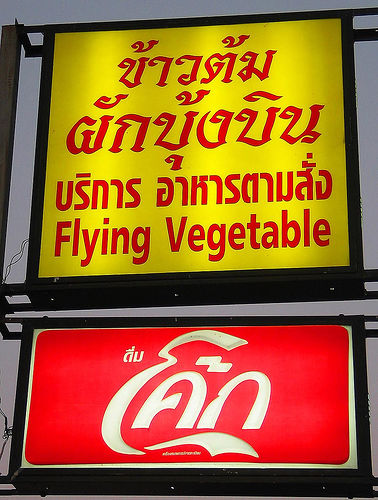 ข้าวต้ม
ผักบุ้งบิน
บริการ อาหารตามสั่ง
Flying Vegetable
ดื่ม
โค้ก